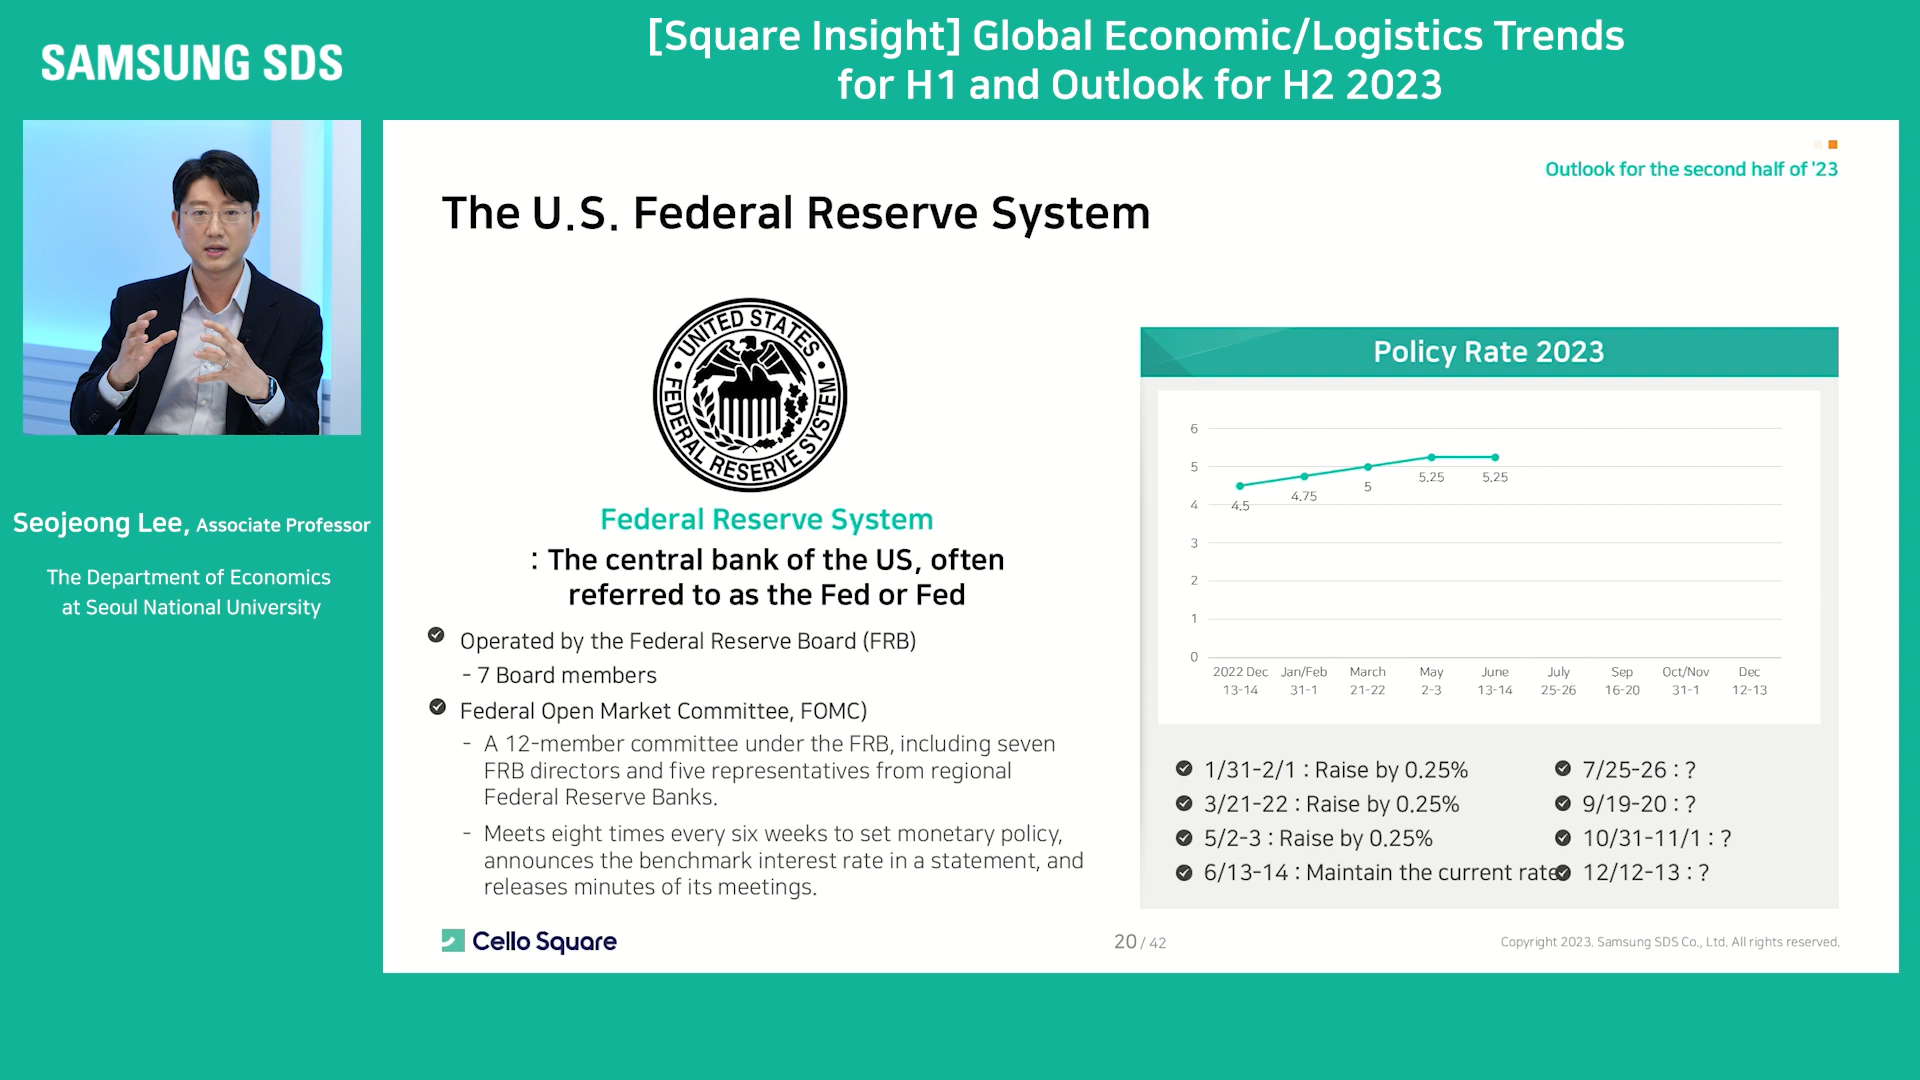 SAMSUNG SDS
[Square Insight] Global Economic/Logistics Trends
for H1 and Outlook for H2 2023
Seojeong Lee, Associate Professor
The Department of Economics
at Seoul National University
Outlook for the second half of '23
The U.S. Federal Reserve System
UNITED STATES
FEDERAL RESERVE SYSTEM
Federal Reserve System
: The central bank of the US, often
referred to as the Fed or Fed
Operated by the Federal Reserve Board (FRB)
- 7 Board members
Federal Open Market Committee, FOMC)
- A 12-member committee under the FRB, including seven
FRB directors and five representatives from regional
Federal Reserve Banks.
- Meets eight times every six weeks to set monetary policy,
announces the benchmark interest rate in a statement, and
releases minutes of its meetings.
Policy Rate 2023
6
5
4
3
2
1
0
4.5
4.75
5
5.25
5.25
2022 Dec Jan/Feb March May June July Sep Oct/Nov Dec
13-14 31-1 21-22 2-3 13-14 25-26 16-20 31-1 12-13
1/31-2/1 : Raise by 0.25%
3/21-22 : Raise by 0.25%
5/2-3 : Raise by 0.25%
6/13-14 : Maintain the current rate
7/25-26 : ?
9/19-20 : ?
10/31-11/1 : ?
12/12-13 : ?
Cello Square
20 / 42
Copyright 2023. Samsung SDS Co., Ltd. All rights reserved.